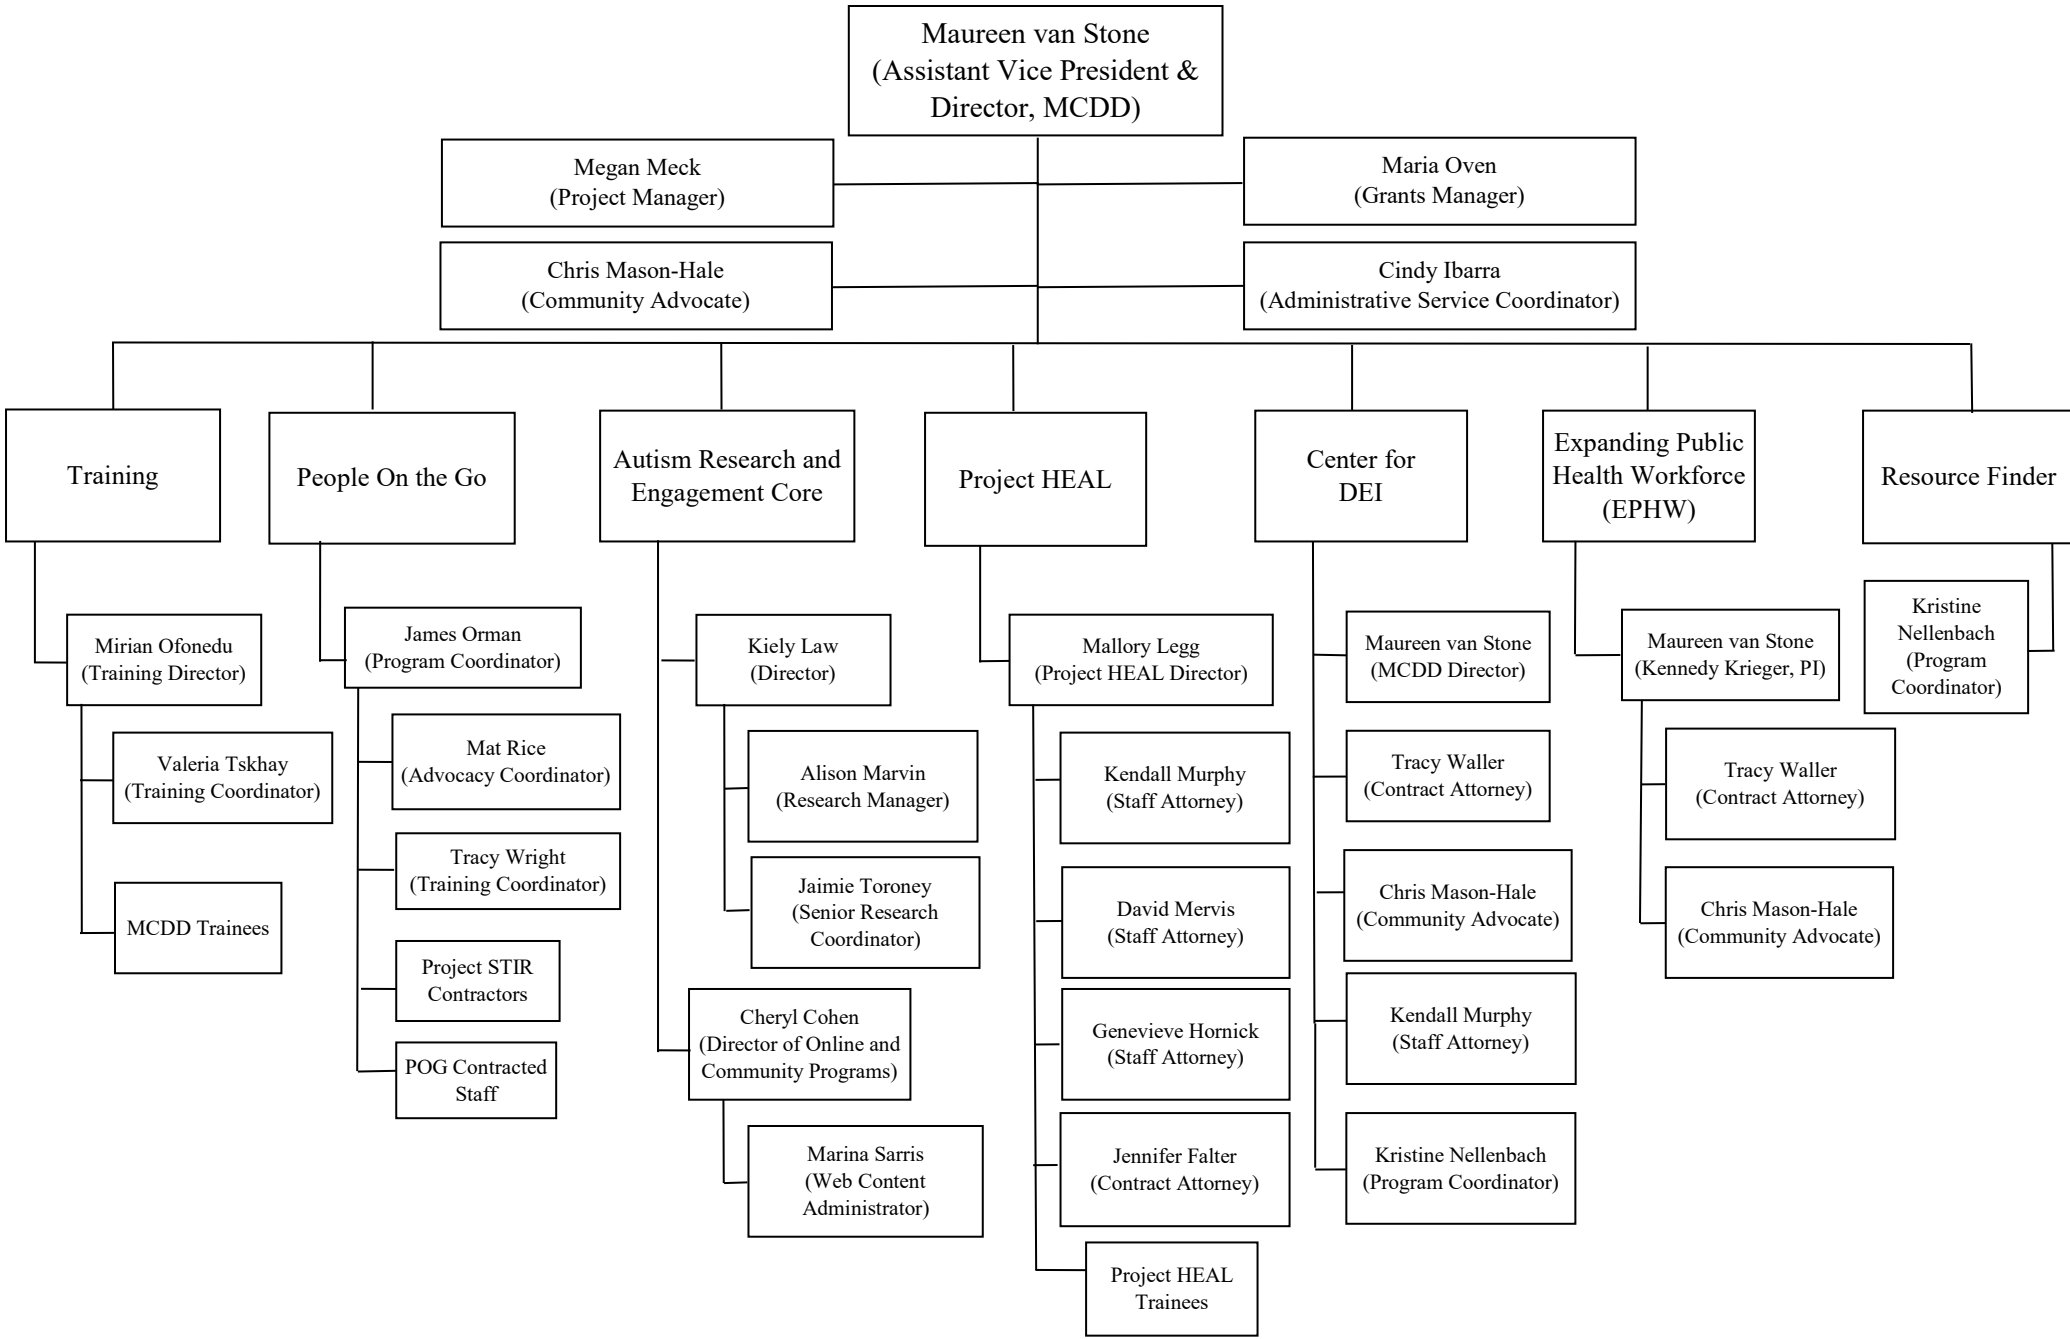 Maureen van Stone
(Assistant Vice President &
Director, MCDD)
Megan Meck
(Project Manager)
Maria Oven
(Grants Manager)
Chris Mason-Hale
(Community Advocate)
Cindy Ibarra
(Administrative Service Coordinator)
Training
People On the Go
Autism Research and
Engagement Core
Project HEAL
Center for
DEI
Expanding Public
Health Workforce
(EPHW)
Resource Finder
Mirian Ofonedu
(Training Director)
Valeria Tskhay
(Training Coordinator)
MCDD Trainees
James Orman
(Program Coordinator)
Mat Rice
(Advocacy Coordinator)
Tracy Wright
(Training Coordinator)
Project STIR
Contractors
POG Contracted
Staff
Kiely Law
(Director)
Alison Marvin
(Research Manager)
Jaimie Toroney
(Senior Research
Coordinator)
Cheryl Cohen
(Director of Online and
Community Programs)
Marina Sarris
(Web Content
Administrator)
Mallory Legg
(Project HEAL Director)
Kendall Murphy
(Staff Attorney)
David Mervis
(Staff Attorney)
Genevieve Hornick
(Staff Attorney)
Jennifer Falter
(Contract Attorney)
Project HEAL
Trainees
Maureen van Stone
(MCDD Director)
Tracy Waller
(Contract Attorney)
Chris Mason-Hale
(Community Advocate)
Kendall Murphy
(Staff Attorney)
Kristine Nellenbach
(Program Coordinator)
Maureen van Stone
(Kennedy Krieger, PI)
Tracy Waller
(Contract Attorney)
Chris Mason-Hale
(Community Advocate)
Kristine
Nellenbach
(Program
Coordinator)